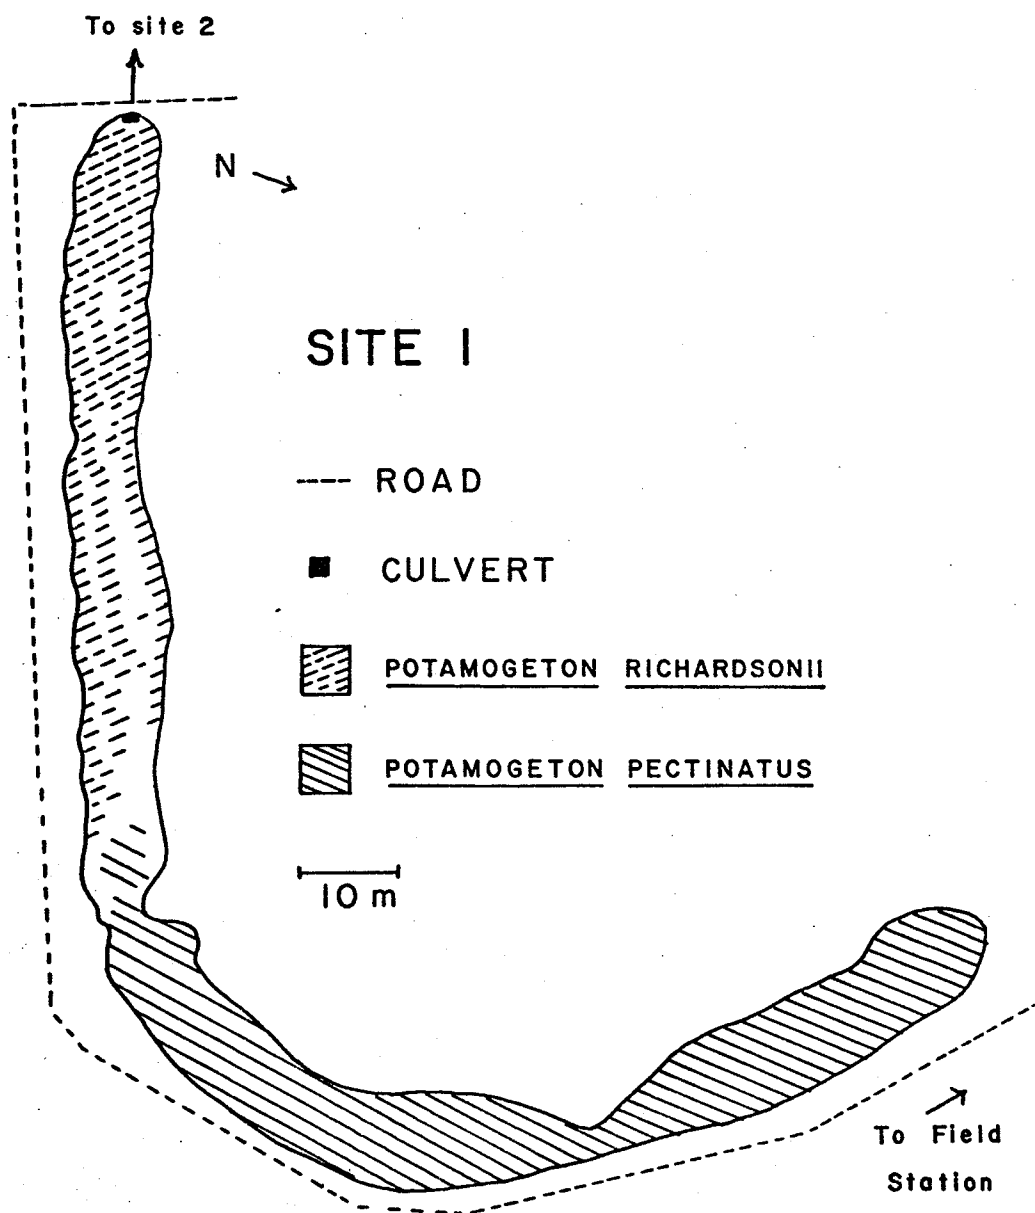 To site 2
N
SITE I
ROAD
CULVERT
POTAMOGETON RICHARDSONII
POTAMOGETON PECTINATUS
10 m
To Field
Station